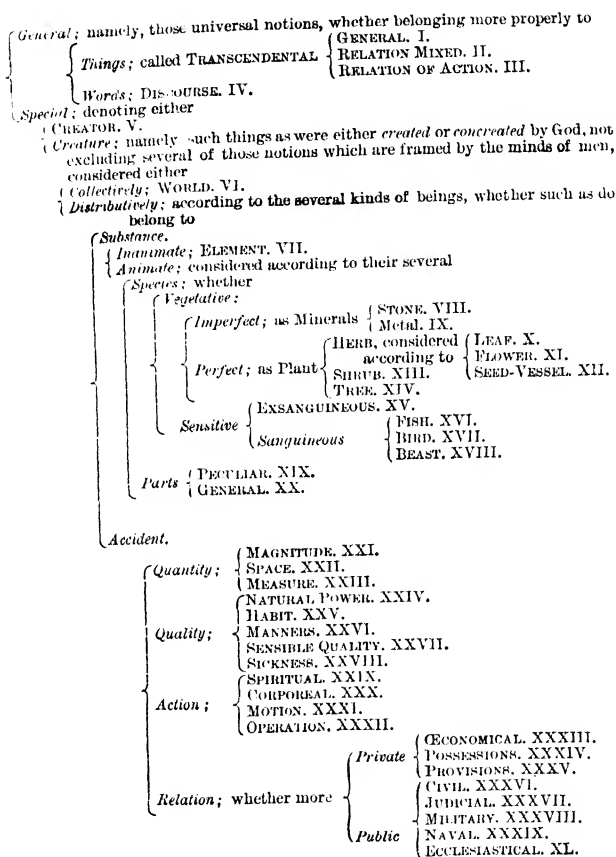 General; namely, those universal notions, whether belonging more properly to
Things; called TRANSCENDENTAL
GENERAL. I.
RELATION MIXED. II.
RELATION OF ACTION. III.
Words; DISCOURSE. IV.
Special; denoting either
CREATOR. V.
Creature; namely such things as were either created or concreated by God, not
excluding several of those notions which are framed by the minds of men,
considered either
Collectively; WORLD. VI.
Distributively; according to the several kinds of beings, whether such as do
belong to
Substance.
Inanimate; ELEMENT. VII.
Animate; considered according to their several
Species; whether
Vegetative:
Imperfect; as Minerals
STONE. VIII.
Metal. IX.
Perfect; as Plant
HERB, considered
according to
LEAF. X.
FLOWER. XI.
SEED-VESSEL. XII.
SHRUB. XIII.
TREE. XIV.
Sensitive
EXSANGUINEOUS. XV.
Sanguineous
FISH. XVI.
BIRD. XVII.
BEAST. XVIII.
Parts
PECULIAR. XIX.
GENERAL. XX.
Accident.
Quantity;
MAGNITUDE. XXI.
SPACE. XXII.
MEASURE. XXIII.
Quality;
NATURAL POWER. XXIV.
HABIT. XXV.
MANNERS. XXVI.
SENSIBLE QUALITY. XXVII.
SICKNESS. XXVIII.
Action;
SPIRITUAL. XXIX.
CORPOREAL. XXX.
MOTION. XXXI.
OPERATION. XXXII.
Relation; whether more
Private
ŒCONOMICAL. XXXIII.
POSSESSIONS. XXXIV.
PROVISIONS. XXXV.
Public
CIVIL. XXXVI.
JUDICIAL. XXXVII.
MILITARY. XXXVIII.
NAVAL. XXXIX.
ECCLESIASTICAL. XL.